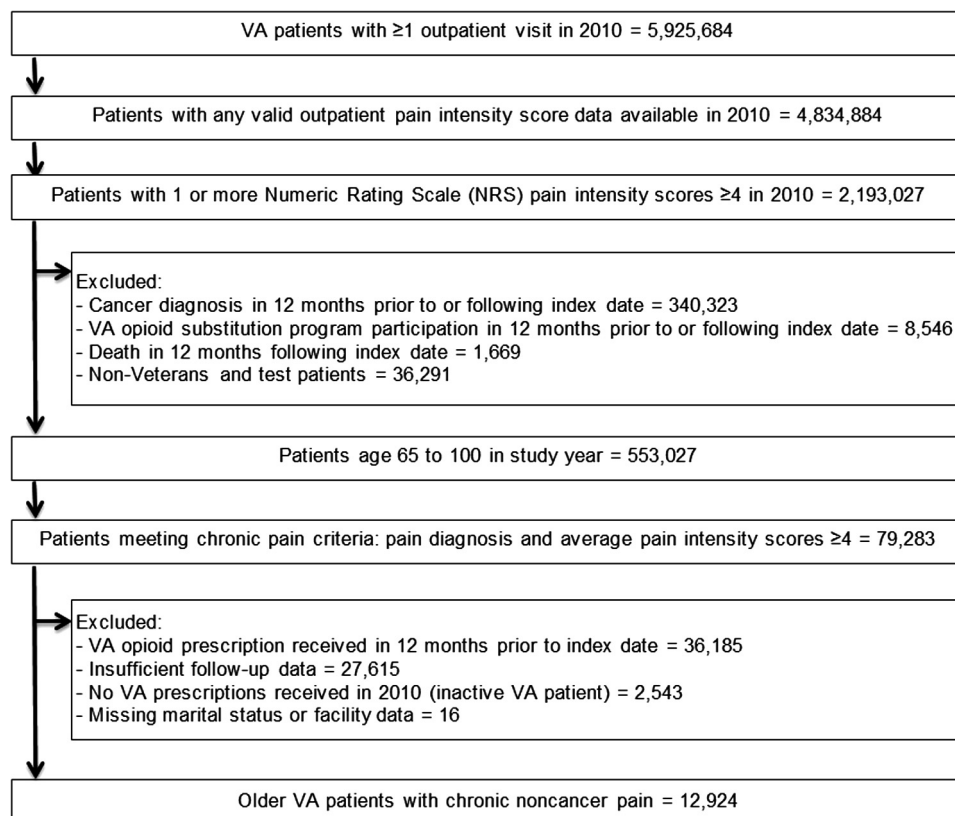 VA patients with ≥1 outpatient visit in 2010 = 5,925,684
Patients with any valid outpatient pain intensity score data available in 2010 = 4,834,884
Patients with 1 or more Numeric Rating Scale (NRS) pain intensity scores ≥4 in 2010 = 2,193,027
Excluded:
- Cancer diagnosis in 12 months prior to or following index date = 340,323
- VA opioid substitution program participation in 12 months prior to or following index date = 8,546
- Death in 12 months following index date = 1,669
- Non-Veterans and test patients = 36,291
Patients age 65 to 100 in study year = 553,027
Patients meeting chronic pain criteria: pain diagnosis and average pain intensity scores ≥4 = 79,283
Excluded:
- VA opioid prescription received in 12 months prior to index date = 36,185
- Insufficient follow-up data = 27,615
- No VA prescriptions received in 2010 (inactive VA patient) = 2,543
- Missing marital status or facility data = 16
Older VA patients with chronic noncancer pain = 12,924